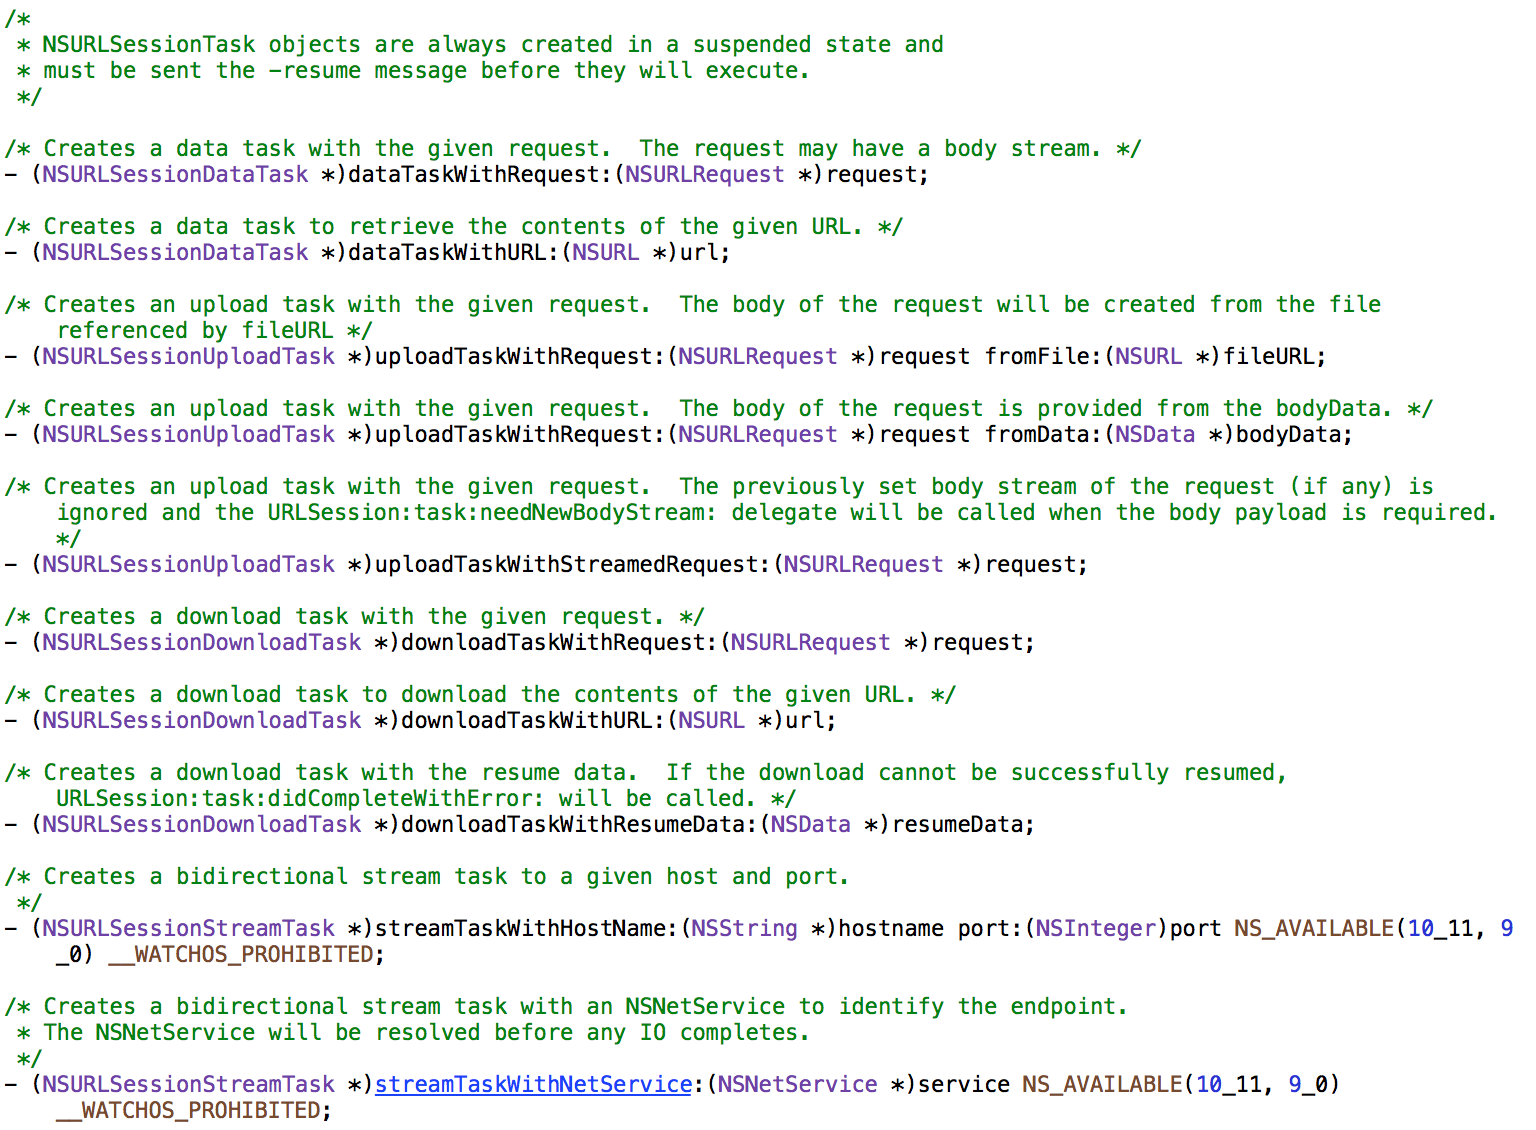 /*
 * NSURLSessionTask objects are always created in a suspended state and
 * must be sent the -resume message before they will execute.
 */

/* Creates a data task with the given request.  The request may have a body stream. */
- (NSURLSessionDataTask *)dataTaskWithRequest:(NSURLRequest *)request;

/* Creates a data task to retrieve the contents of the given URL. */
- (NSURLSessionDataTask *)dataTaskWithURL:(NSURL *)url;

/* Creates an upload task with the given request.  The body of the request will be created from the file
    referenced by fileURL */
- (NSURLSessionUploadTask *)uploadTaskWithRequest:(NSURLRequest *)request fromFile:(NSURL *)fileURL;

/* Creates an upload task with the given request.  The body of the request is provided from the bodyData. */
- (NSURLSessionUploadTask *)uploadTaskWithRequest:(NSURLRequest *)request fromData:(NSData *)bodyData;

/* Creates an upload task with the given request.  The previously set body stream of the request (if any) is
    ignored and the URLSession:task:needNewBodyStream: delegate will be called when the body payload is required.
    */
- (NSURLSessionUploadTask *)uploadTaskWithStreamedRequest:(NSURLRequest *)request;

/* Creates a download task with the given request. */
- (NSURLSessionDownloadTask *)downloadTaskWithRequest:(NSURLRequest *)request;

/* Creates a download task to download the contents of the given URL. */
- (NSURLSessionDownloadTask *)downloadTaskWithURL:(NSURL *)url;

/* Creates a download task with the resume data.  If the download cannot be successfully resumed,
    URLSession:task:didCompleteWithError: will be called. */
- (NSURLSessionDownloadTask *)downloadTaskWithResumeData:(NSData *)resumeData;

/* Creates a bidirectional stream task to a given host and port.
 */
- (NSURLSessionStreamTask *)streamTaskWithHostName:(NSString *)hostname port:(NSInteger)port NS_AVAILABLE(10_11, 9
    _0) __WATCHOS_PROHIBITED;

/* Creates a bidirectional stream task with an NSNetService to identify the endpoint.
 * The NSNetService will be resolved before any IO completes.
 */
- (NSURLSessionStreamTask *)streamTaskWithNetService:(NSNetService *)service NS_AVAILABLE(10_11, 9_0)
    __WATCHOS_PROHIBITED;